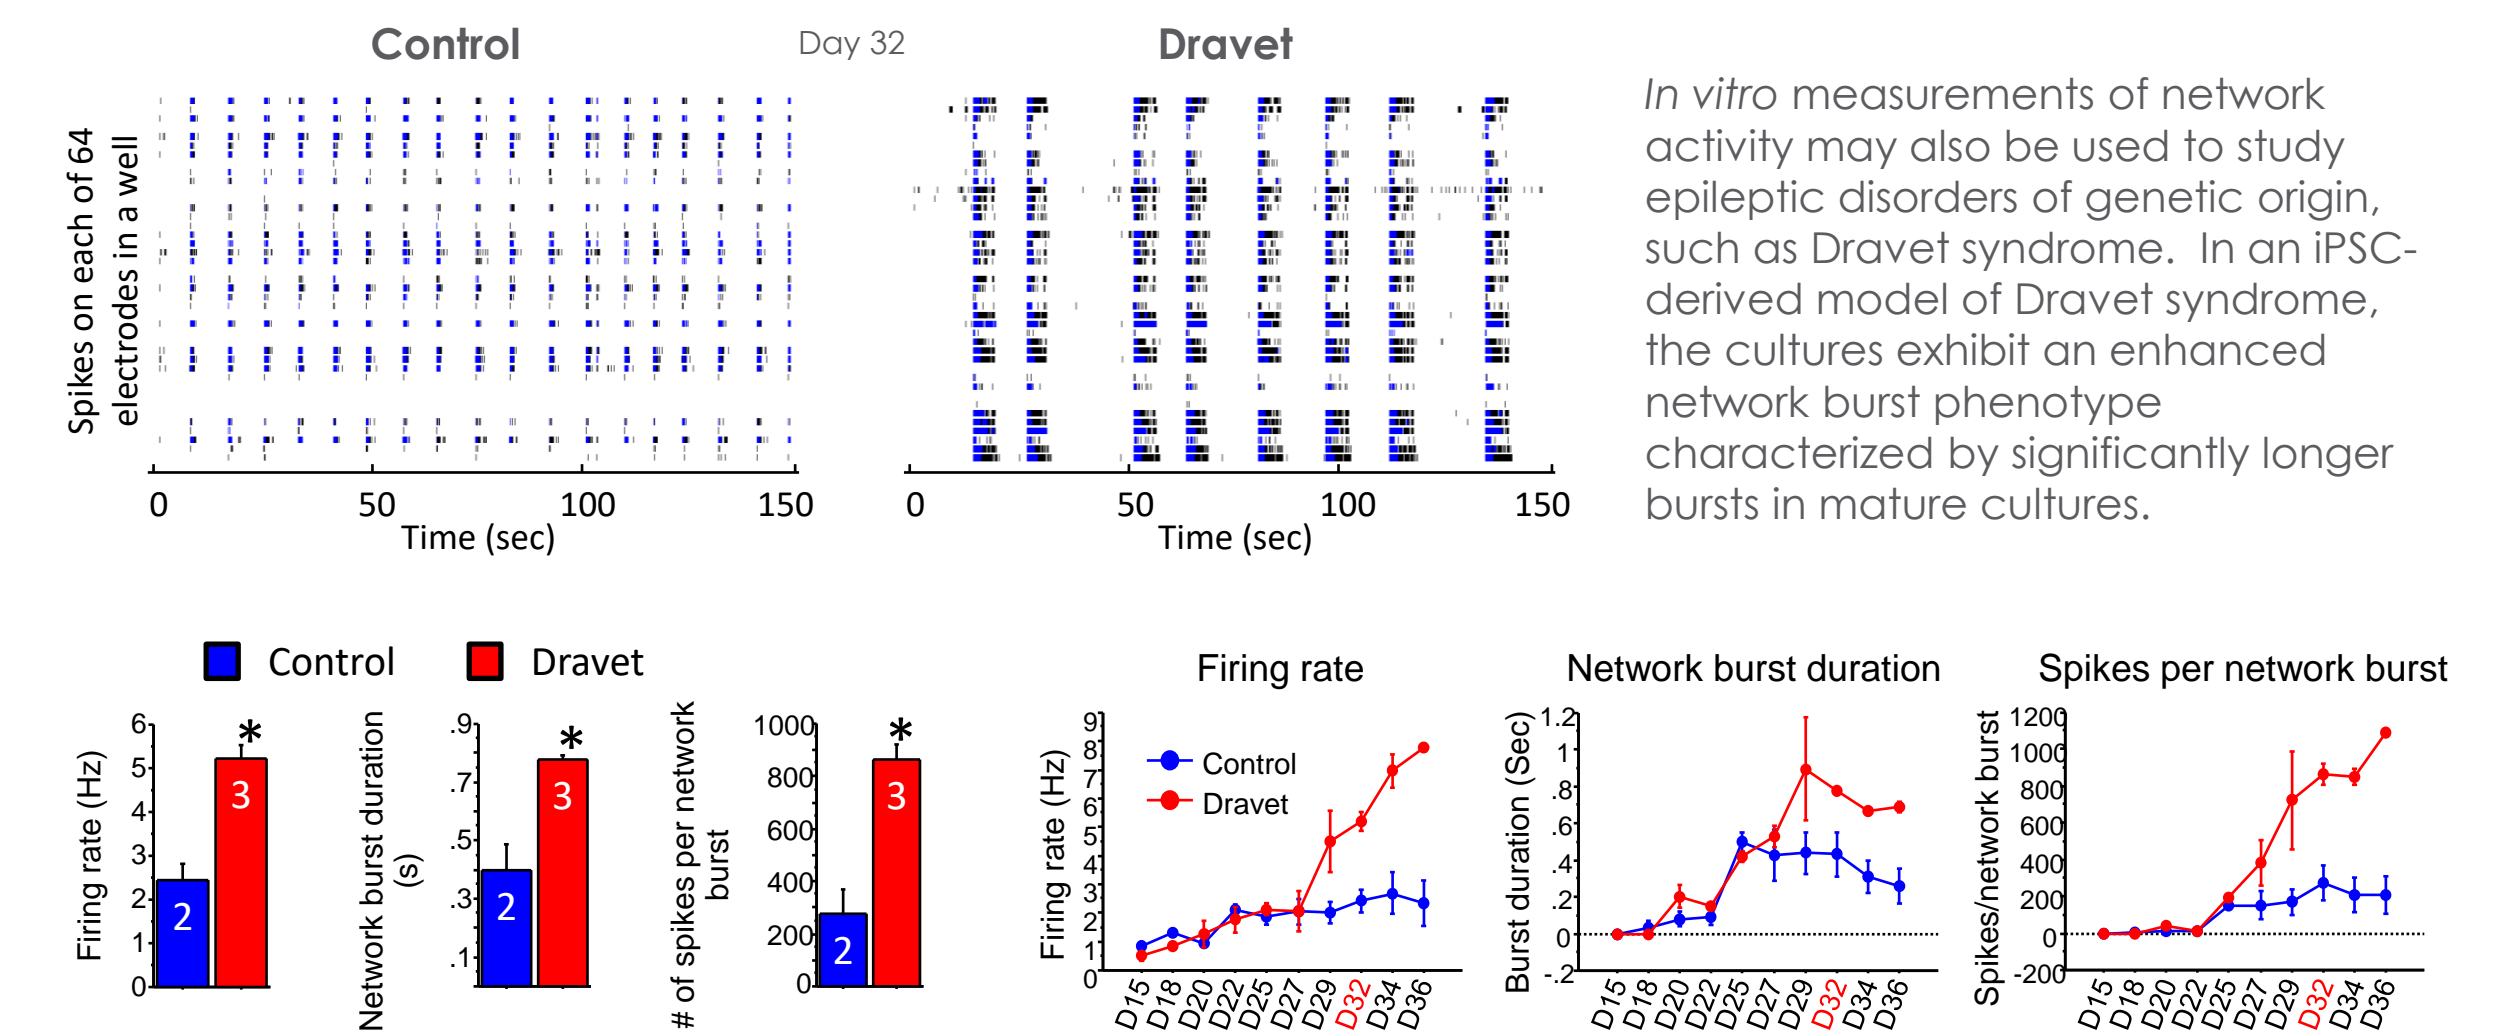 Control
Day 32
Dravet
Spikes on each of 64
electrodes in a well
0 50 100 150
Time (sec)
0 50 100 150
Time (sec)
In vitro measurements of network
activity may also be used to study
epileptic disorders of genetic origin,
such as Dravet syndrome. In an iPSC-
derived model of Dravet syndrome,
the cultures exhibit an enhanced
network burst phenotype
characterized by significantly longer
bursts in mature cultures.
Control
Dravet
Firing rate (Hz)
6
5
4
3
2
1
0
2
3
*
Network burst duration
(s)
.9
.7
.5
.3
.1
2
3
*
# of spikes per network
burst
1000
800
600
400
200
0
2
3
*
Firing rate
Firing rate (Hz)
9
8
7
6
5
4
3
2
1
0
Control
Dravet
D15 D18 D20 D22 D25 D27 D29 D32 D34 D36
Network burst duration
Burst duration (Sec)
1.2
1
.8
.6
.4
.2
0
-.2
D15 D18 D20 D22 D25 D27 D29 D32 D34 D36
Spikes per network burst
Spikes/network burst
1200
1000
800
600
400
200
0
-200
D15 D18 D20 D22 D25 D27 D29 D32 D34 D36